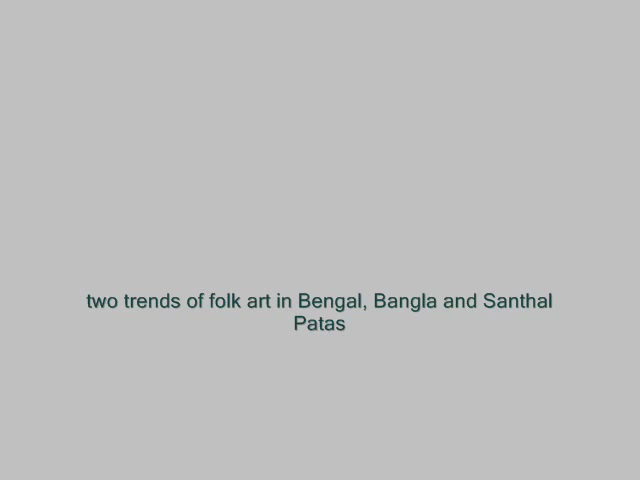 two trends of folk art in Bengal, Bangla and Santhal
Patas